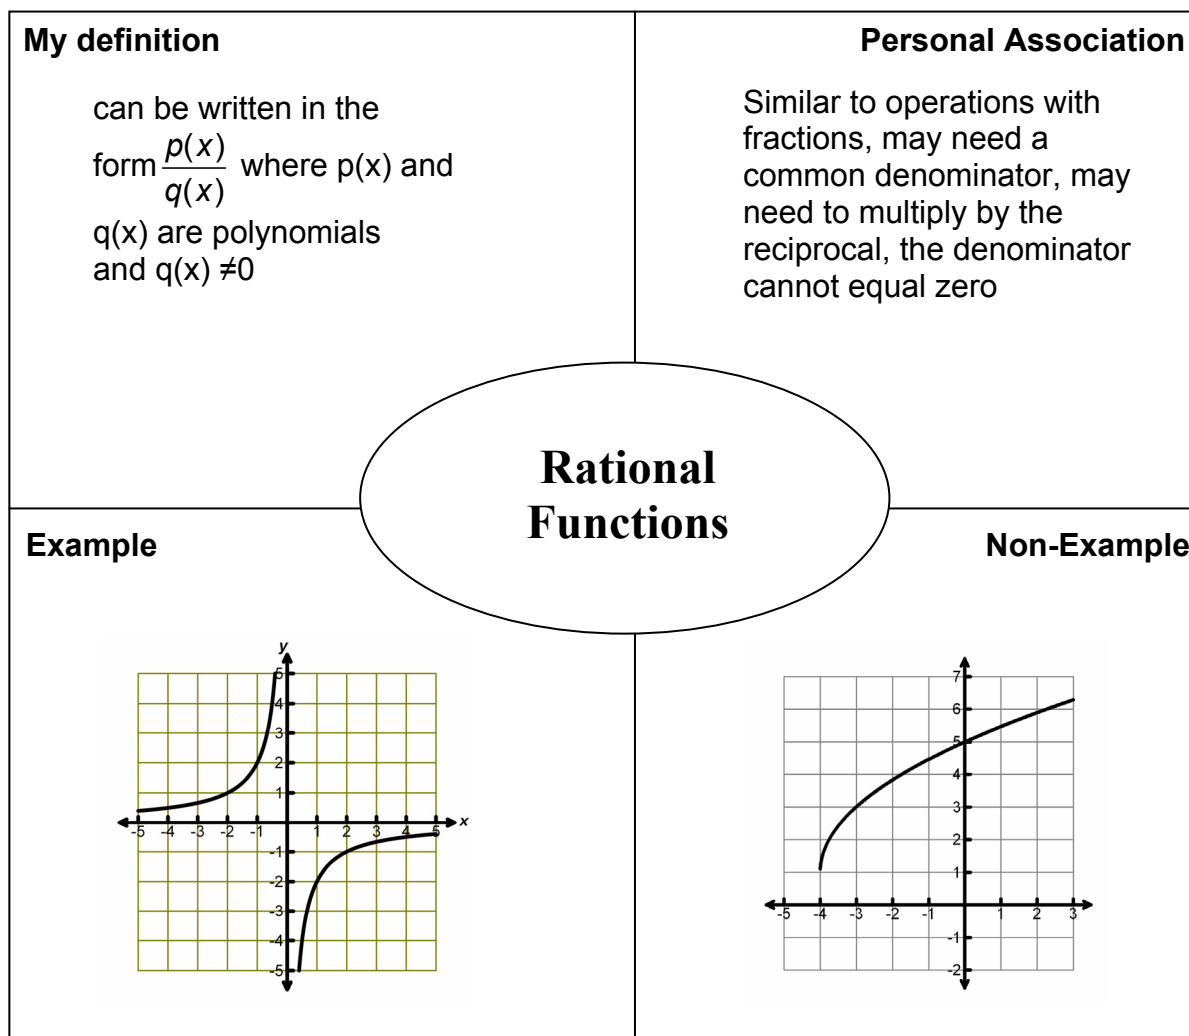 My definition
can be written in the
form p(x)/q(x) where p(x) and
q(x) are polynomials
and q(x) ≠0
Personal Association
Similar to operations with
fractions, may need a
common denominator, may
need to multiply by the
reciprocal, the denominator
cannot equal zero
Rational
Functions
Example
y
5
4
3
2
1
-5 -4 -3 -2 -1 1 2 3 4 5 x
-1
-2
-3
-4
-5
Non-Example
7
6
5
4
3
2
1
-5 -4 -3 -2 -1 1 2 3
-1
-2